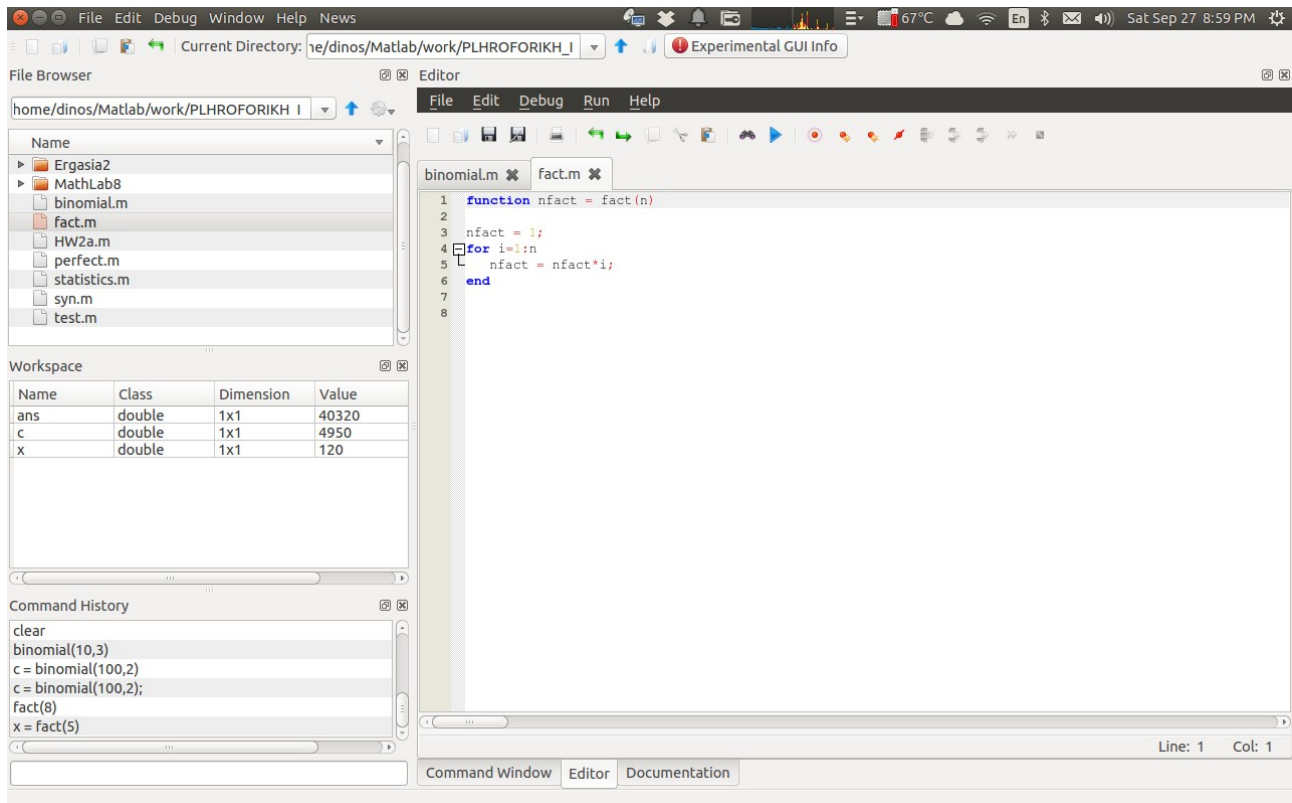 File Edit Debug Window Help News
67°C En Sat Sep 27 8:59 PM
Current Directory: ne/dinos/Matlab/work/PLHROFORIKH_I Experimental GUI Info
File Browser
home/dinos/Matlab/work/PLHROFORIKH I
Name
Ergasia2
MathLab8
binomial.m
fact.m
HW2a.m
perfect.m
statistics.m
syn.m
test.m
Workspace
Name Class Dimension Value
ans double 1x1 40320
c double 1x1 4950
x double 1x1 120
Command History
clear
binomial(10,3)
c = binomial(100,2)
c = binomial(100,2);
fact(8)
x = fact(5)
Editor
File Edit Debug Run Help
binomial.m fact.m
1 function nfact = fact(n)
2
3 nfact = 1;
4 for i=1:n
5 nfact = nfact*i;
6 end
7
8
Line: 1 Col: 1
Command Window Editor Documentation